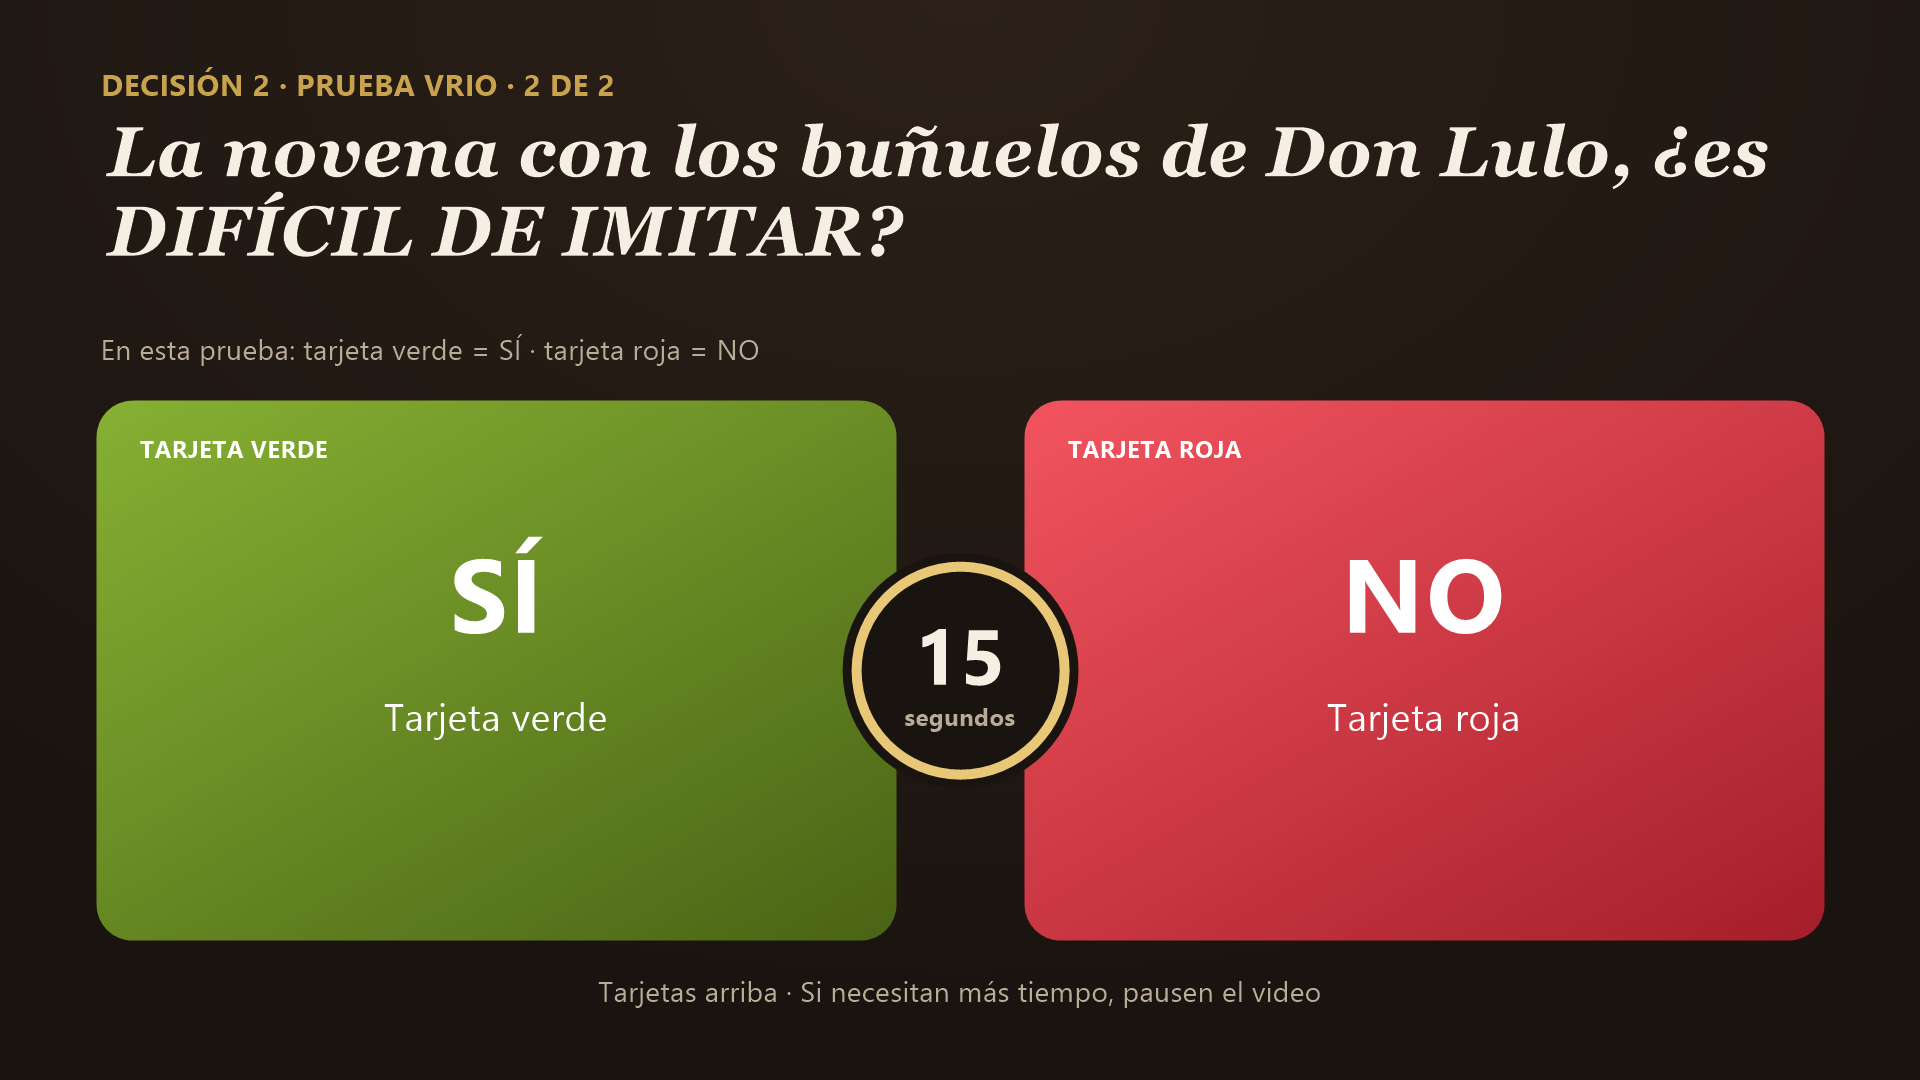 DECISIÓN 2 · PRUEBA VRIO · 2 DE 2
La novena con los buñuelos de Don Lulo, ¿es
DIFÍCIL DE IMITAR?
En esta prueba: tarjeta verde = SÍ · tarjeta roja = NO
TARJETA VERDE
SÍ
Tarjeta verde
15
segundos
TARJETA ROJA
NO
Tarjeta roja
Tarjetas arriba · Si necesitan más tiempo, pausen el video